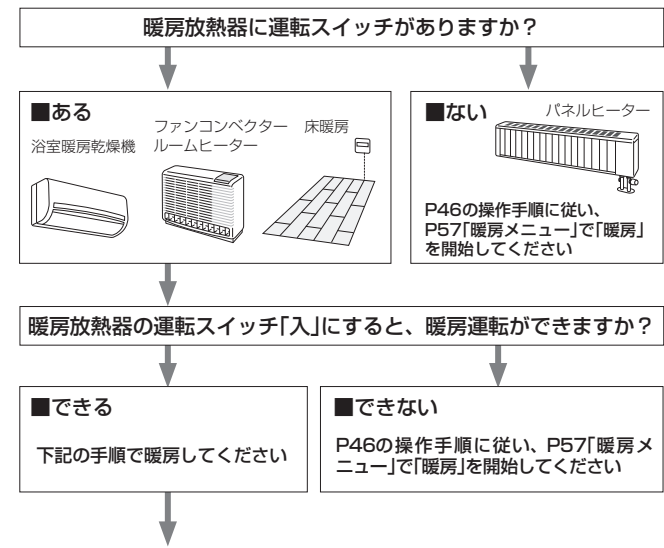 暖房放熱器に運転スイッチがありますか？
■ある
浴室暖房乾燥機
ファンコンベクター
ルームヒーター
床暖房
■ない
パネルヒーター
P46の操作手順に従い、
P57「暖房メニュー」で「暖房」
を開始してください
暖房放熱器の運転スイッチ「入」にすると、暖房運転ができますか？
■できる
下記の手順で暖房してください
■できない
P46の操作手順に従い、P57「暖房メ
ニュー」で「暖房」を開始してください